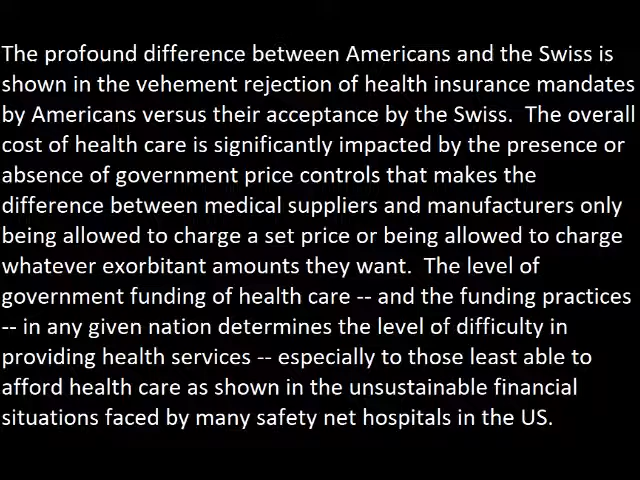 The profound difference between Americans and the Swiss is
shown in the vehement rejection of health insurance mandates
by Americans versus their acceptance by the Swiss.  The overall
cost of health care is significantly impacted by the presence or
absence of government price controls that makes the
difference between medical suppliers and manufacturers only
being allowed to charge a set price or being allowed to charge
whatever exorbitant amounts they want.  The level of
government funding of health care -- and the funding practices
-- in any given nation determines the level of difficulty in
providing health services -- especially to those least able to
afford health care as shown in the unsustainable financial
situations faced by many safety net hospitals in the US.